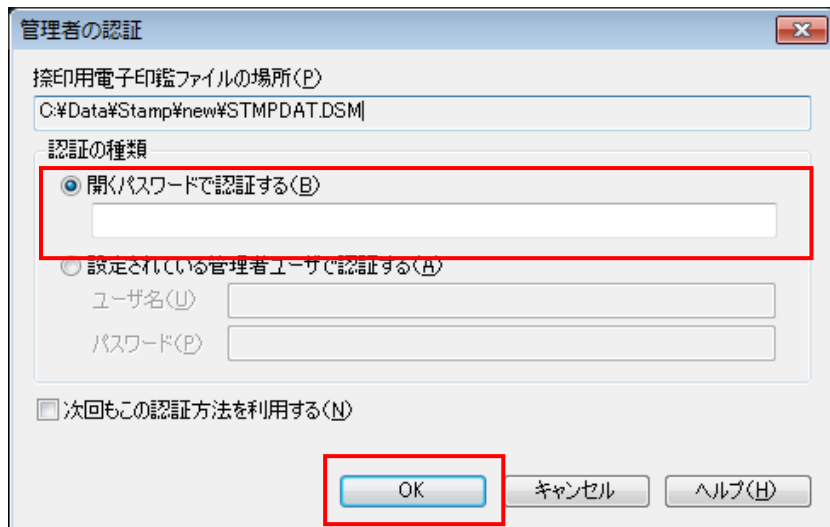 管理者の認証
捺印用電子印鑑ファイルの場所(P)
C:¥Data¥Stamp¥new¥STMPDAT.DSM
認証の種類
開くパスワードで認証する(B)
設定されている管理者ユーザで認証する(A)
ユーザ名(U)
パスワード(P)
次回もこの認証方法を利用する(N)
OK キャンセル ヘルプ(H)